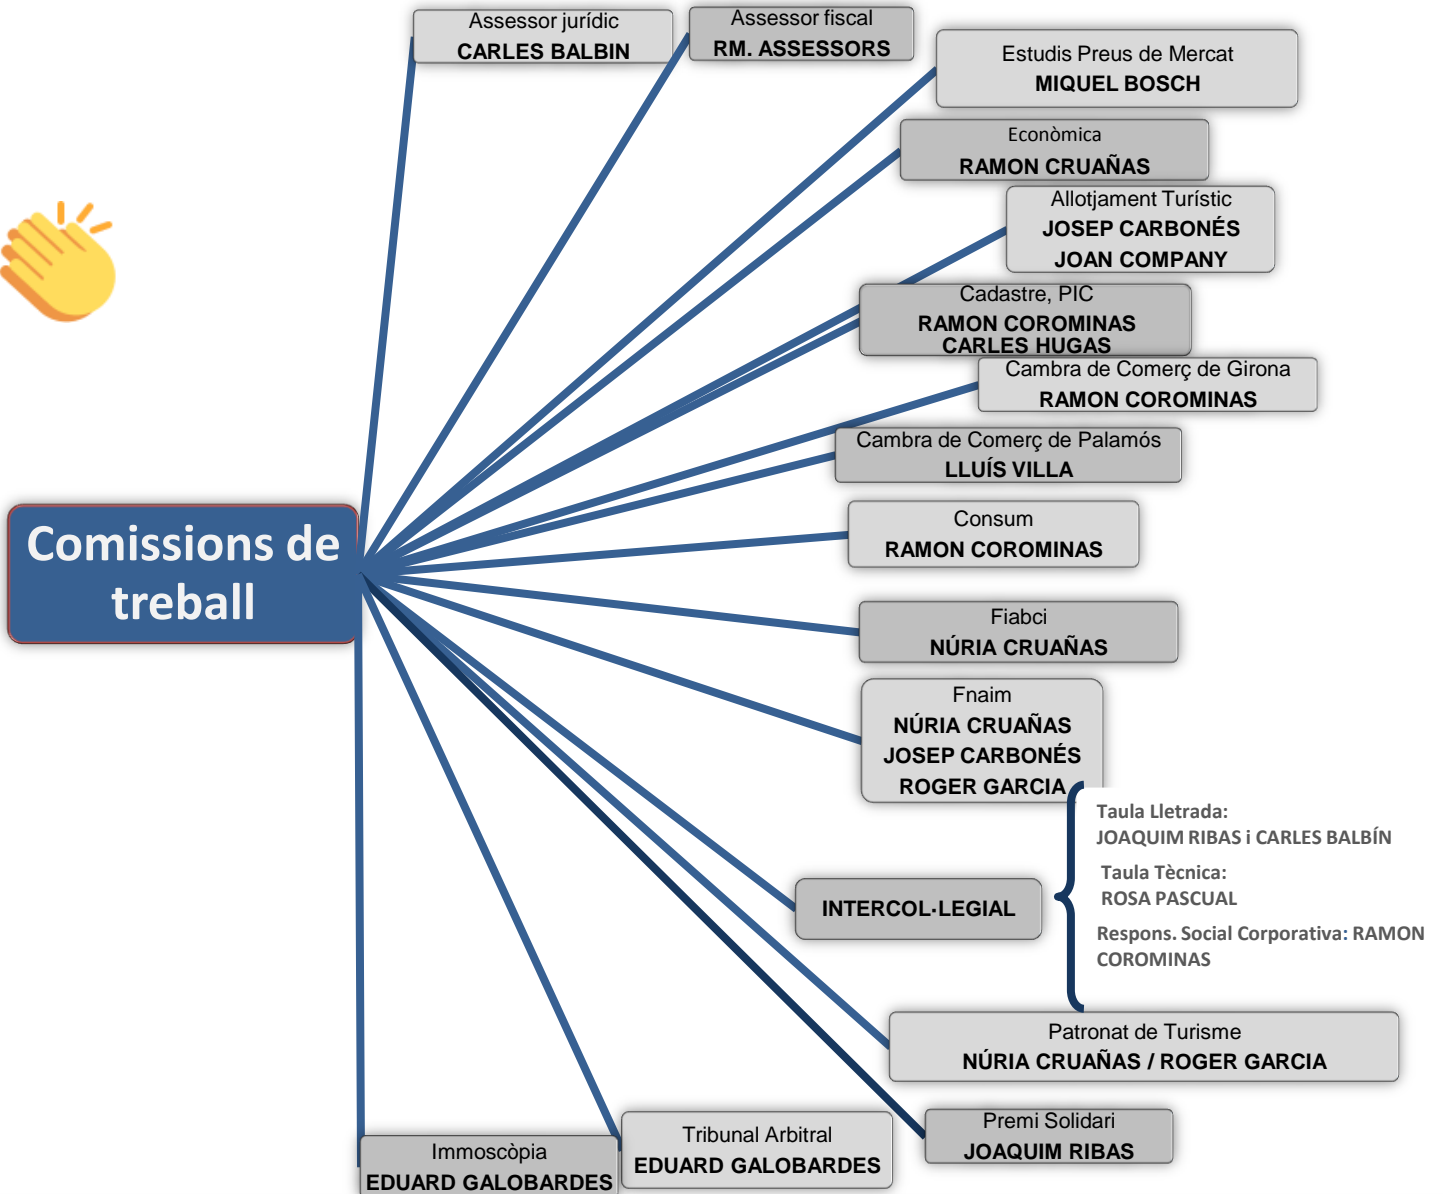 Assessor jurídic
CARLES BALBIN
Assessor fiscal
RM. ASSESSORS
Estudis Preus de Mercat
MIQUEL BOSCH
Econòmica
RAMON CRUAÑAS
Allotjament Turístic
JOSEP CARBONÉS
JOAN COMPANY
Cadastre, PIC
RAMON COROMINAS
CARLES HUGAS
Cambra de Comerç de Girona
RAMON COROMINAS
Cambra de Comerç de Palamós
LLUÍS VILLA
Comissions de
treball
Consum
RAMON COROMINAS
Fiabci
NÚRIA CRUAÑAS
Fnaim
NÚRIA CRUAÑAS
JOSEP CARBONÉS
ROGER GARCIA
INTERCOL·LEGIAL
Taula Lletrada:
JOAQUIM RIBAS i CARLES BALBÍN
Taula Tècnica:
ROSA PASCUAL
Respons. Social Corporativa: RAMON
COROMINAS
Patronat de Turisme
NÚRIA CRUAÑAS / ROGER GARCIA
Premi Solidari
JOAQUIM RIBAS
Tribunal Arbitral
EDUARD GALOBARDES
Immoscòpia
EDUARD GALOBARDES